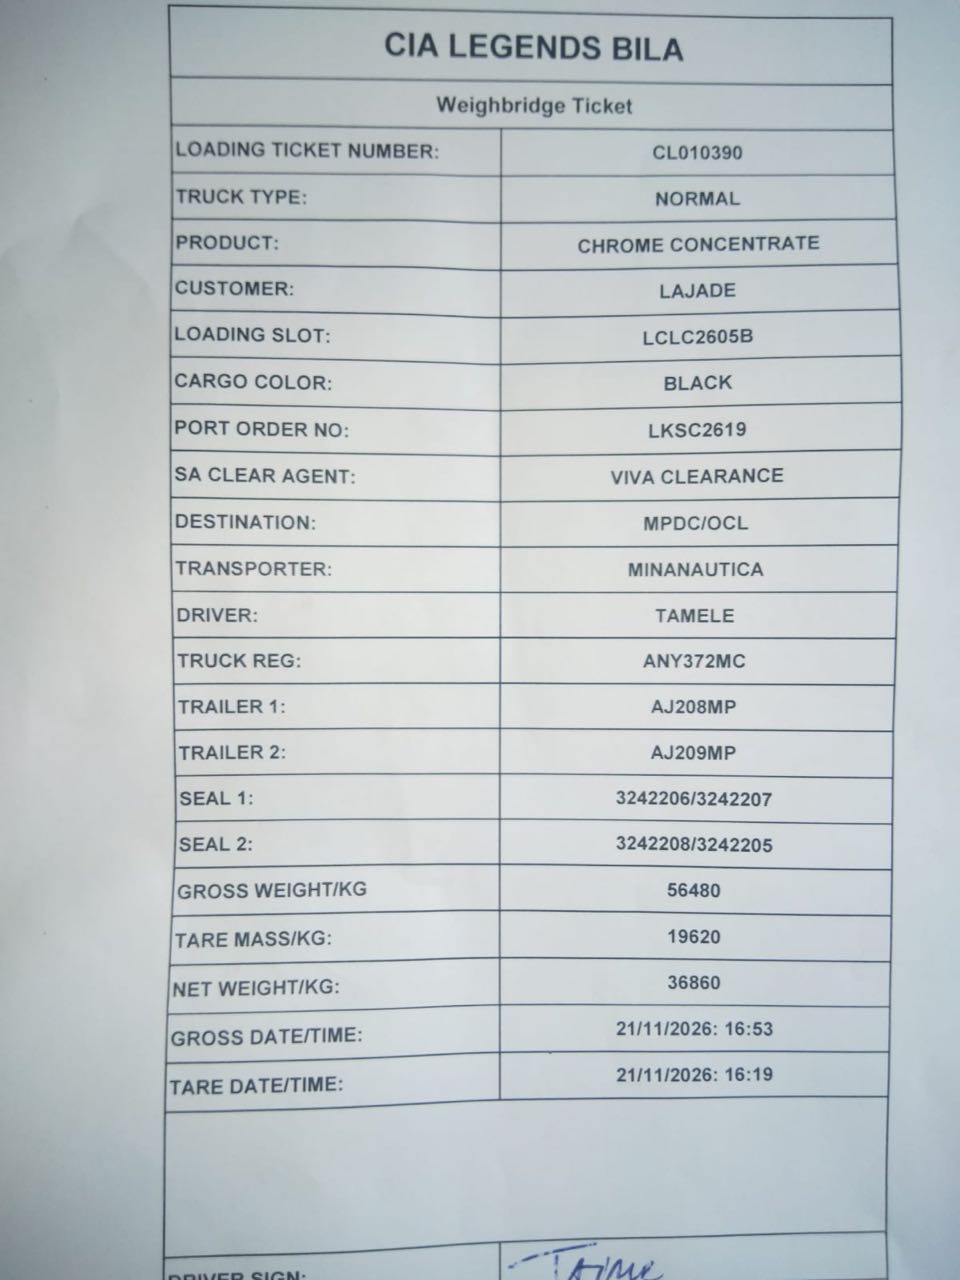 CIA LEGENDS BILA
Weighbridge Ticket
LOADING TICKET NUMBER: CL010390
TRUCK TYPE: NORMAL
PRODUCT: CHROME CONCENTRATE
CUSTOMER: LAJADE
LOADING SLOT: LCLC2605B
CARGO COLOR: BLACK
PORT ORDER NO: LKSC2619
SA CLEAR AGENT: VIVA CLEARANCE
DESTINATION: MPDC/OCL
TRANSPORTER: MINANAUTICA
DRIVER: TAMELE
TRUCK REG: ANY372MC
TRAILER 1: AJ208MP
TRAILER 2: AJ209MP
SEAL 1: 3242206/3242207
SEAL 2: 3242208/3242205
GROSS WEIGHT/KG 56480
TARE MASS/KG: 19620
NET WEIGHT/KG: 36860
GROSS DATE/TIME: 21/11/2026: 16:53
TARE DATE/TIME: 21/11/2026: 16:19
DRIVER SIGN: